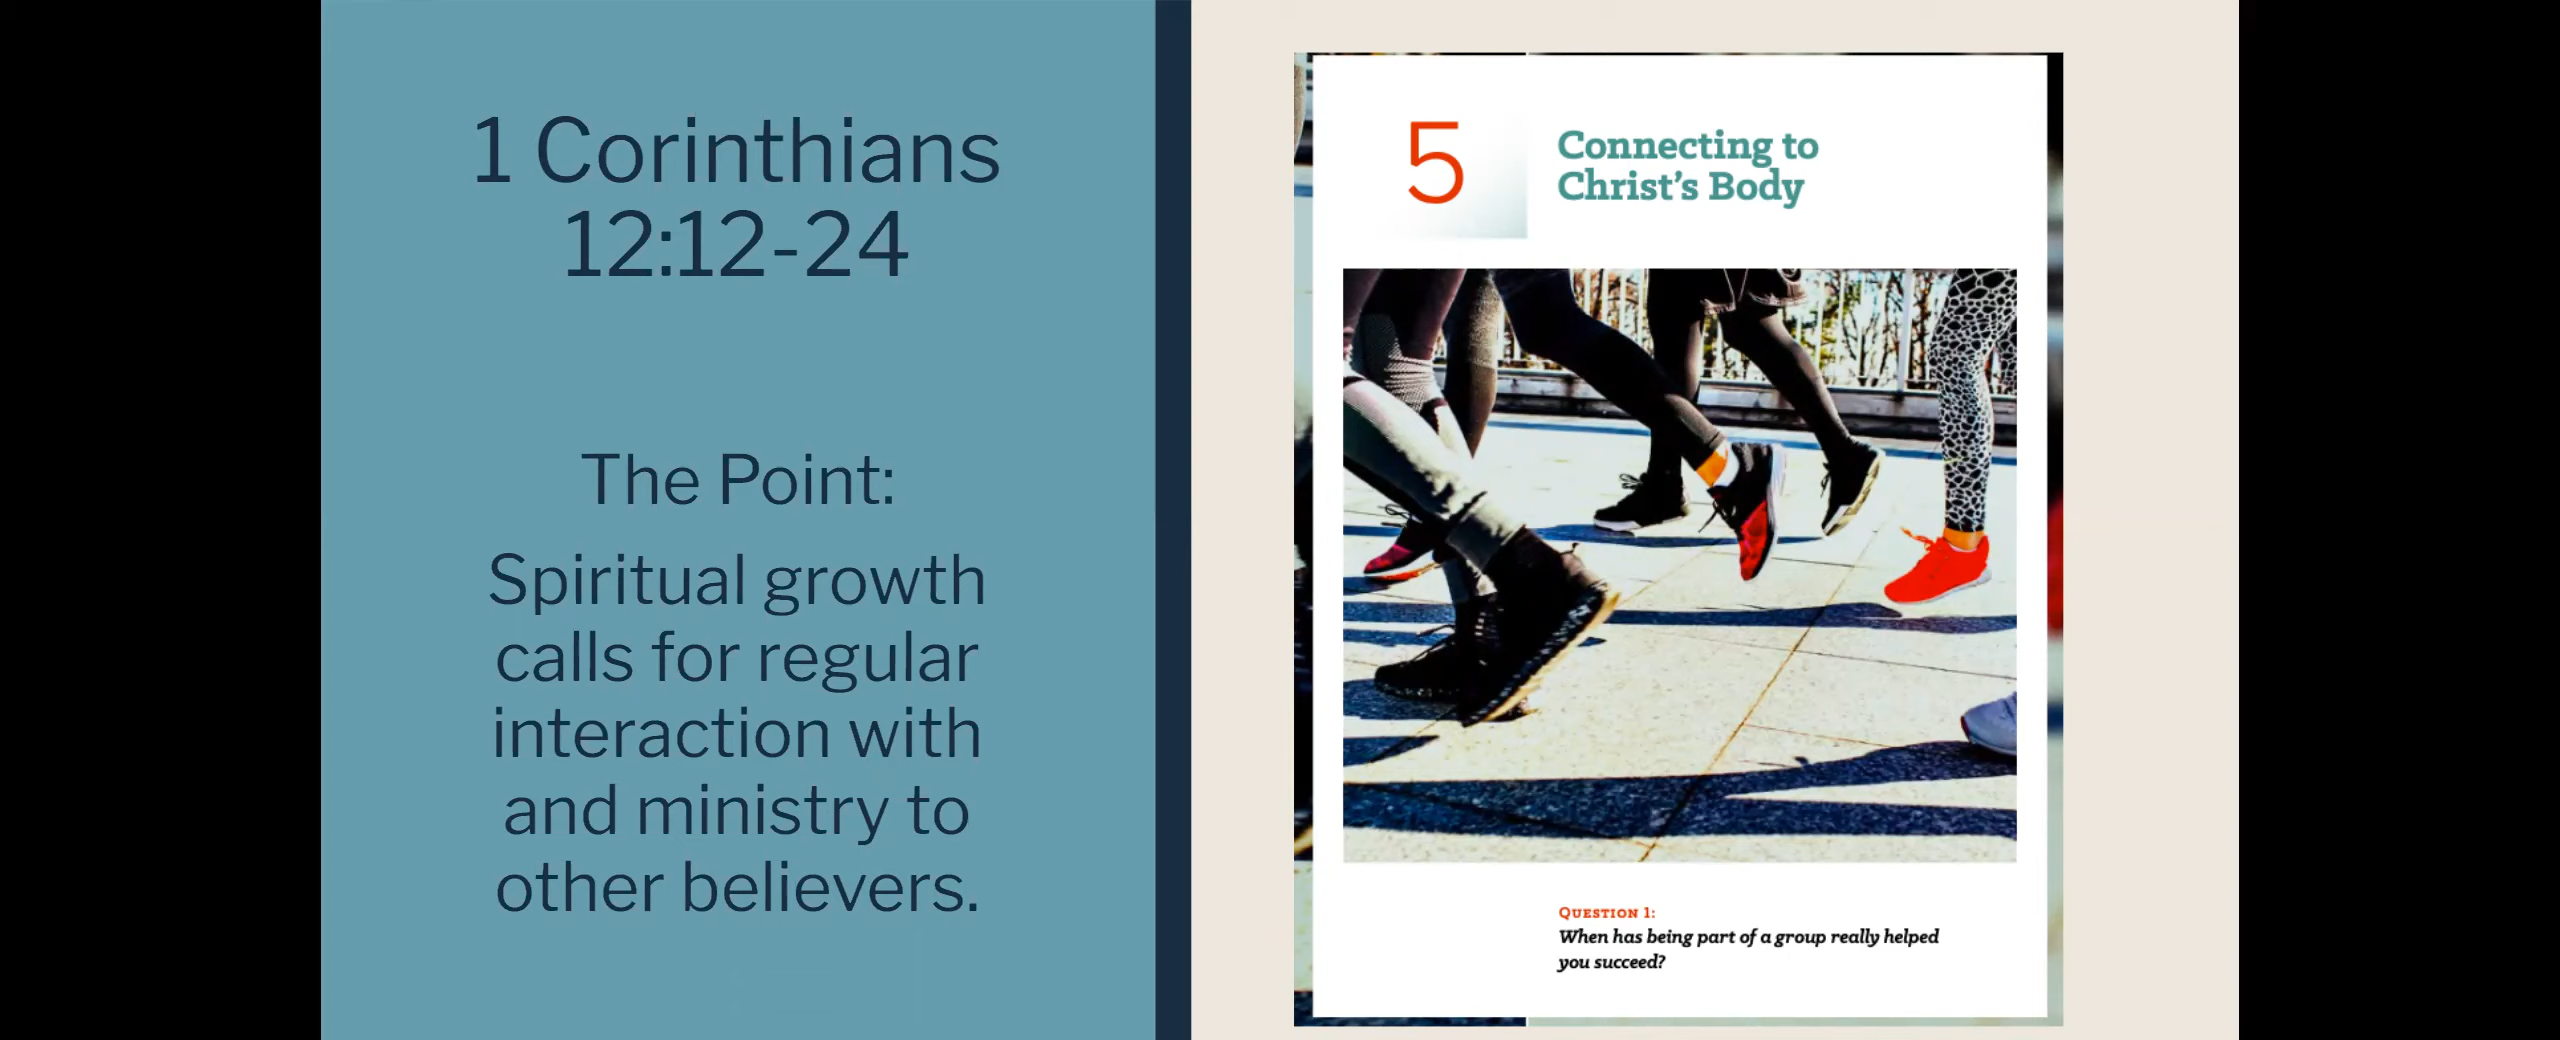 1 Corinthians
12:12-24
The Point:
Spiritual growth
calls for regular
interaction with
and ministry to
other believers.
5
Connecting to
Christ's Body
QUESTION 1:
When has being part of a group really helped
you succeed?